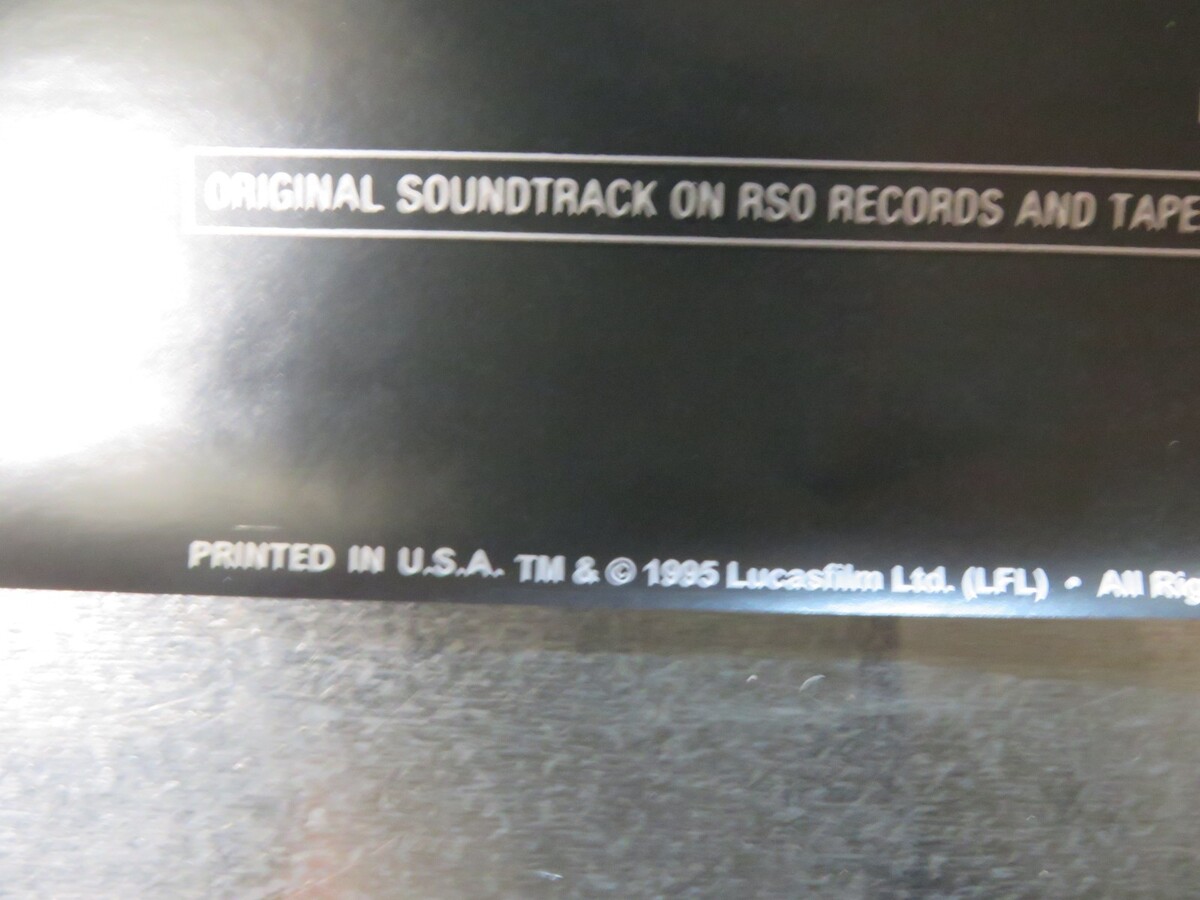 ORIGINAL SOUNDTRACK ON RSO RECORDS AND TAPE
PRINTED IN U.S.A. TM & © 1995 Lucasfilm Ltd. (LFL) • All Rig